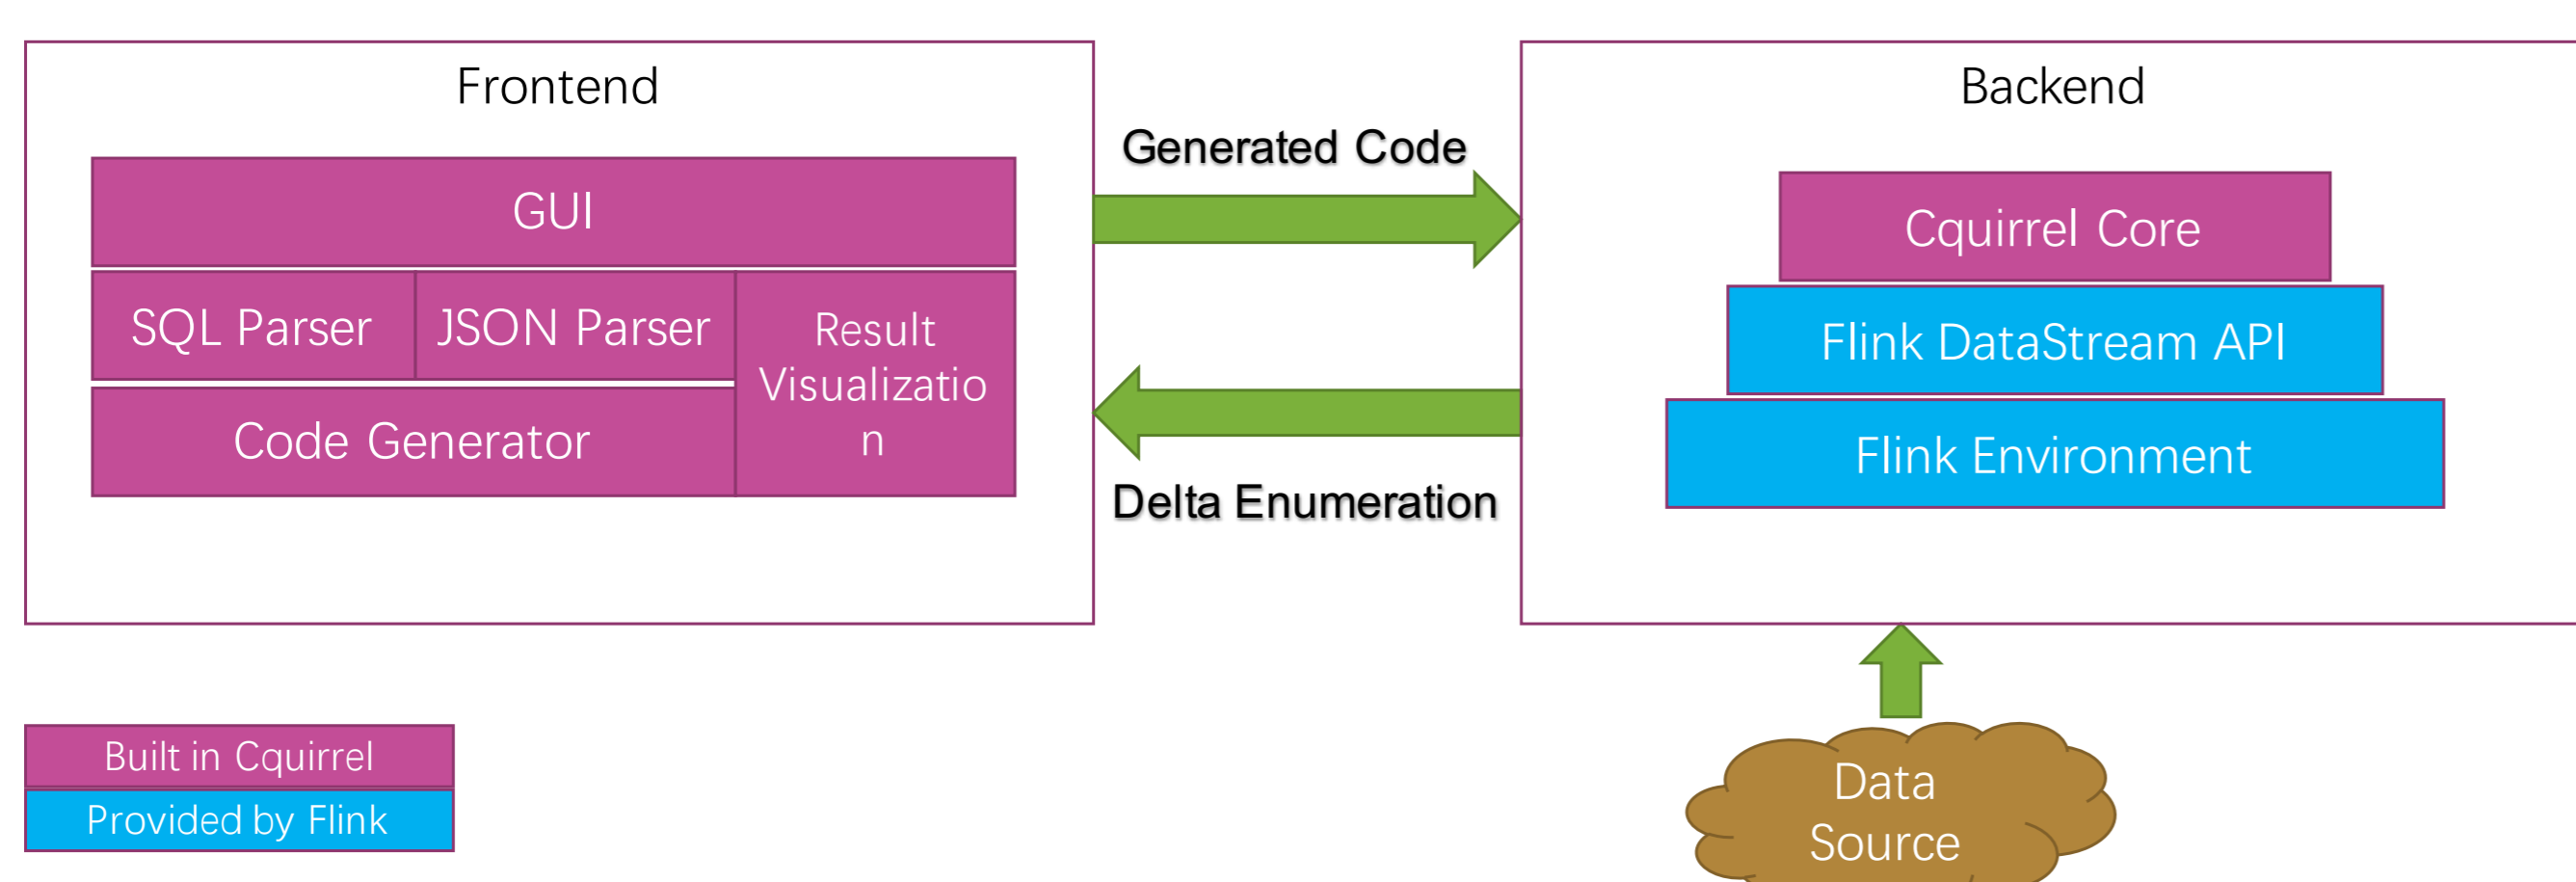 Frontend
GUI
SQL Parser
JSON Parser
Result
Visualizatio
n
Code Generator
Generated Code
Delta Enumeration
Backend
Cquirrel Core
Flink DataStream API
Flink Environment
Data
Source
Built in Cquirrel
Provided by Flink